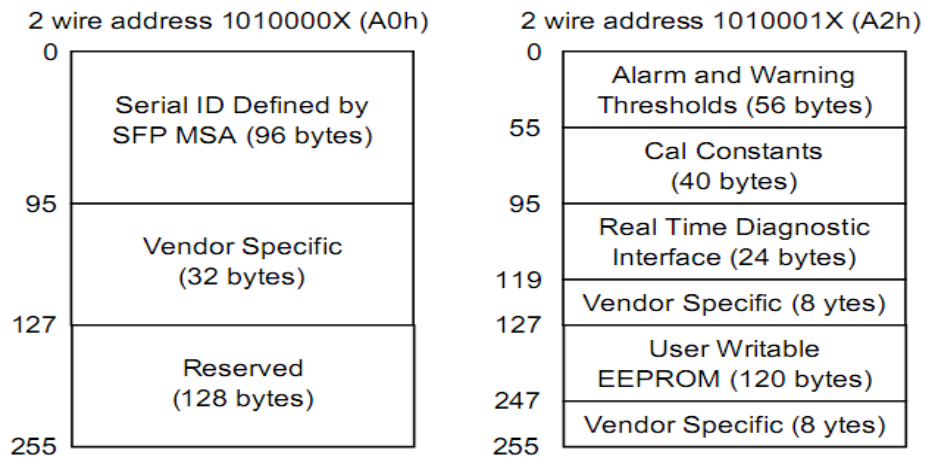 2 wire address 1010000X (A0h)
0
Serial ID Defined by
SFP MSA (96 bytes)
95
Vendor Specific
(32 bytes)
127
Reserved
(128 bytes)
255
2 wire address 1010001X (A2h)
0
Alarm and Warning
Thresholds (56 bytes)
55
Cal Constants
(40 bytes)
95
Real Time Diagnostic
Interface (24 bytes)
119
Vendor Specific (8 ytes)
127
User Writable
EEPROM (120 bytes)
247
Vendor Specific (8 ytes)
255